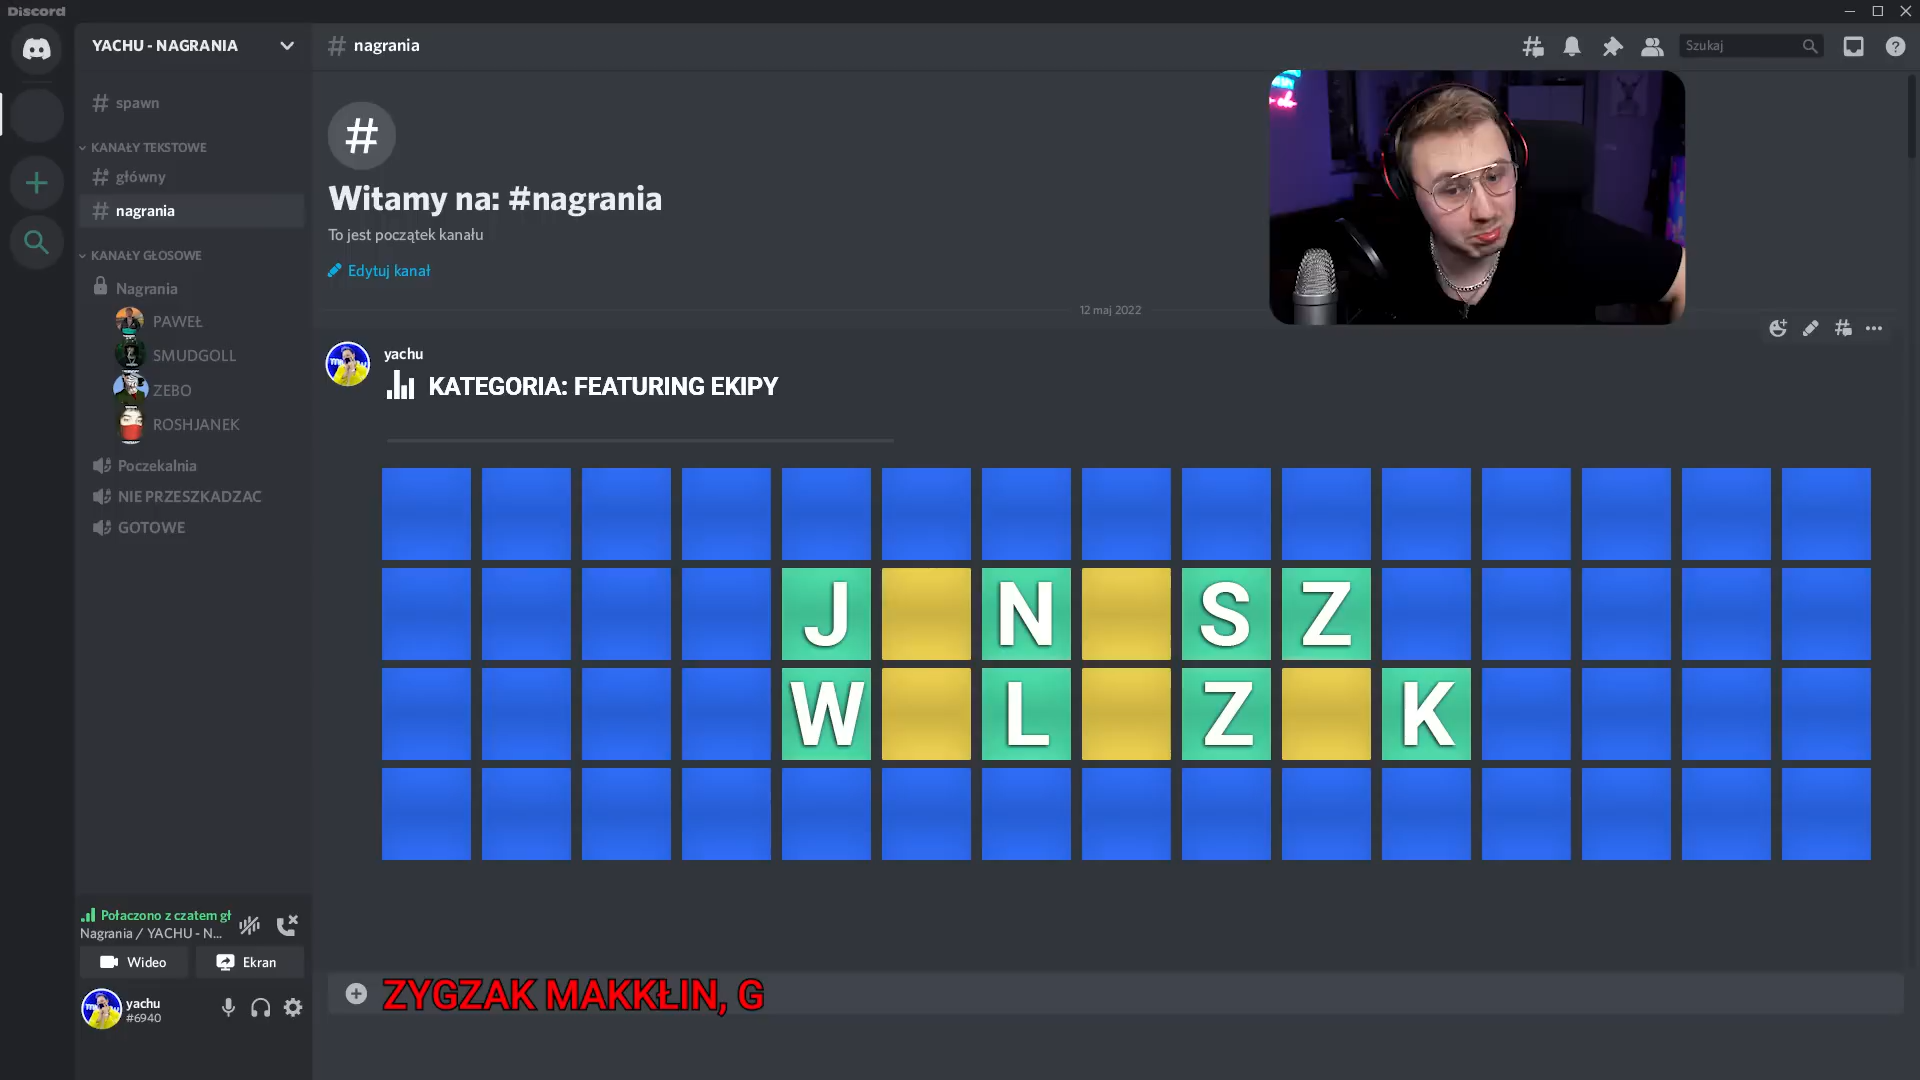 Discord
YACHU - NAGRANIA
nagrania
Szukaj
spawn
KANAŁY TEKSTOWE
główny
nagrania
KANAŁY GŁOSOWE
Nagrania
PAWEŁ
SMUDGOLL
ZEBO
ROSHJANEK
Poczekalnia
NIE PRZESZKADZAC
GOTOWE
Witamy na: #nagrania
To jest początek kanału
Edytuj kanał
12 maj 2022
yachu
KATEGORIA: FEATURING EKIPY
J N S Z
W L Z K
Połaczono z czatem gł
Nagrania / YACHU - N...
Wideo
Ekran
yachu
#6940
ZYGZAK MAKKŁIN, G